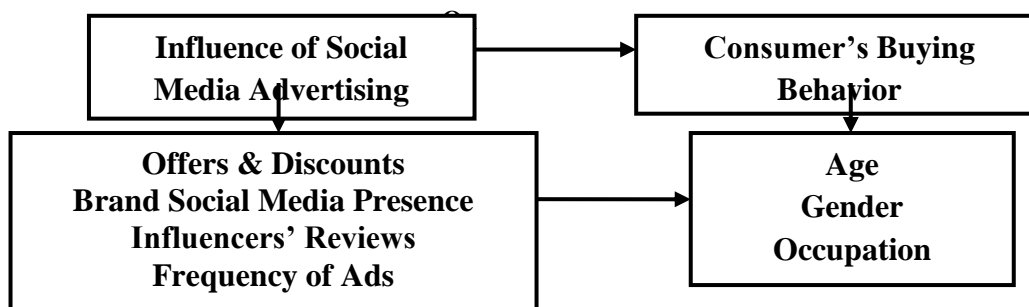 Influence of Social
Media Advertising
Consumer’s Buying
Behavior
Offers & Discounts
Brand Social Media Presence
Influencers’ Reviews
Frequency of Ads
Age
Gender
Occupation